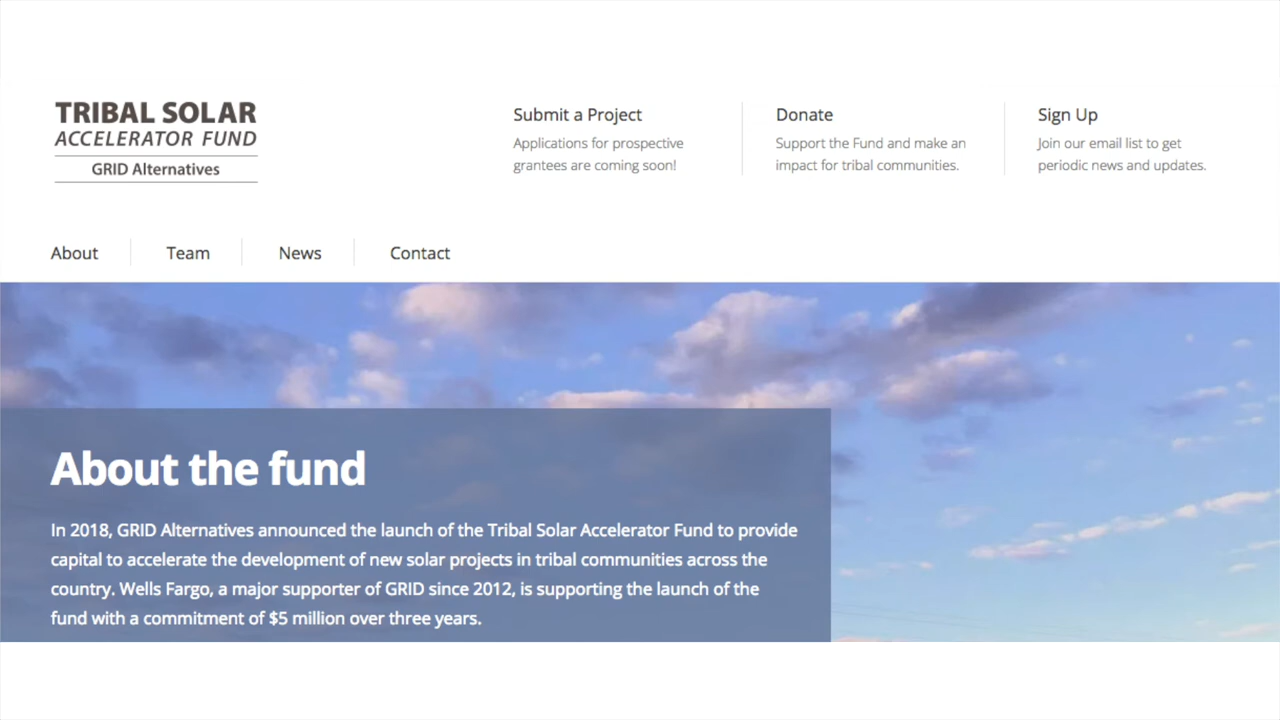 TRIBAL SOLAR
ACCELERATOR FUND
GRID Alternatives
Submit a Project
Applications for prospective
grantees are coming soon!
Donate
Support the Fund and make an
impact for tribal communities.
Sign Up
Join our email list to get
periodic news and updates.
About
Team
News
Contact
About the fund
In 2018, GRID Alternatives announced the launch of the Tribal Solar Accelerator Fund to provide
capital to accelerate the development of new solar projects in tribal communities across the
country. Wells Fargo, a major supporter of GRID since 2012, is supporting the launch of the
fund with a commitment of $5 million over three years.